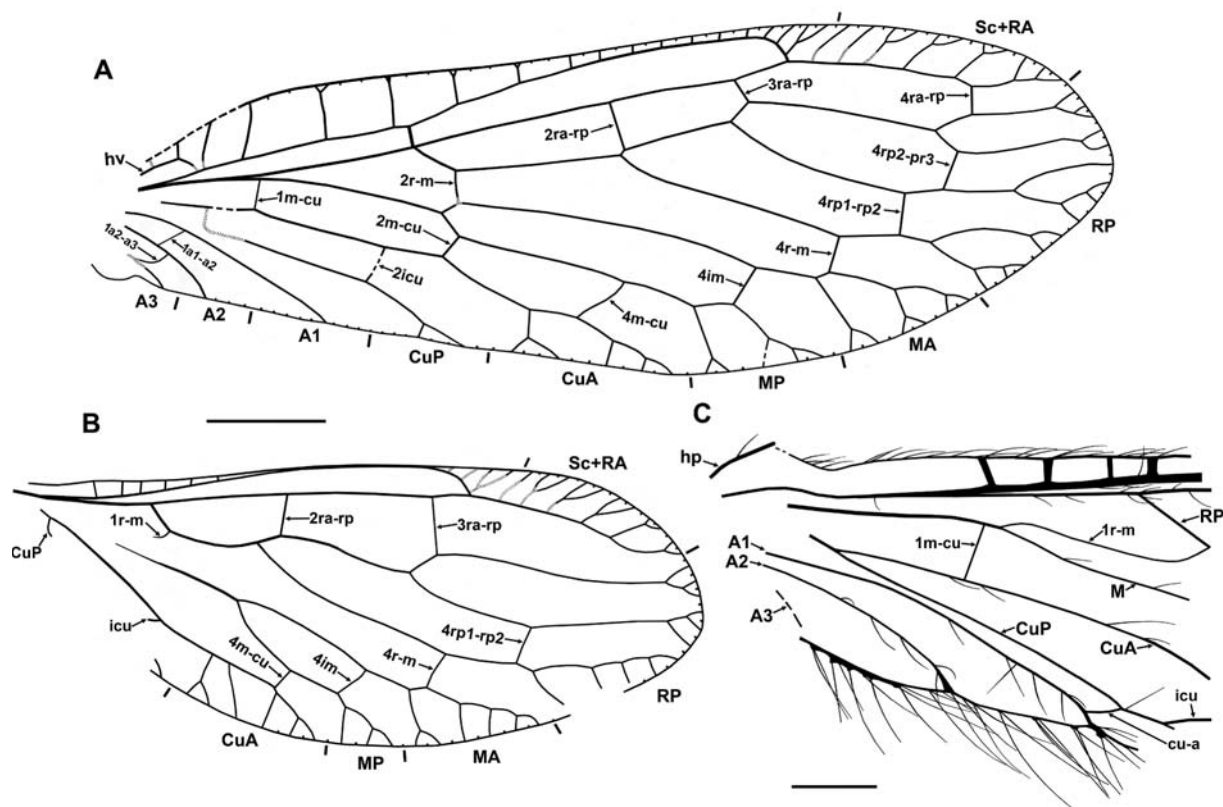 A
Sc+RA
3ra-rp
4ra-rp
2ra-rp
hv
4rp2-pr3
2r-m
1m-cu
4rp1-rp2
2m-cu
RP
1a2-a3
1a1-a2
4r-m
2icu
4im
A3
A2
4m-cu
A1
MA
CuP
CuA
MP
B
C
Sc+RA
hp
1r-m
2ra-rp
3ra-rp
RP
CuP
1m-cu
1r-m
A1
A2
M
A3
4rp1-rp2
icu
CuP
4m-cu
4im
4r-m
CuA
icu
RP
cu-a
CuA
MP
MA